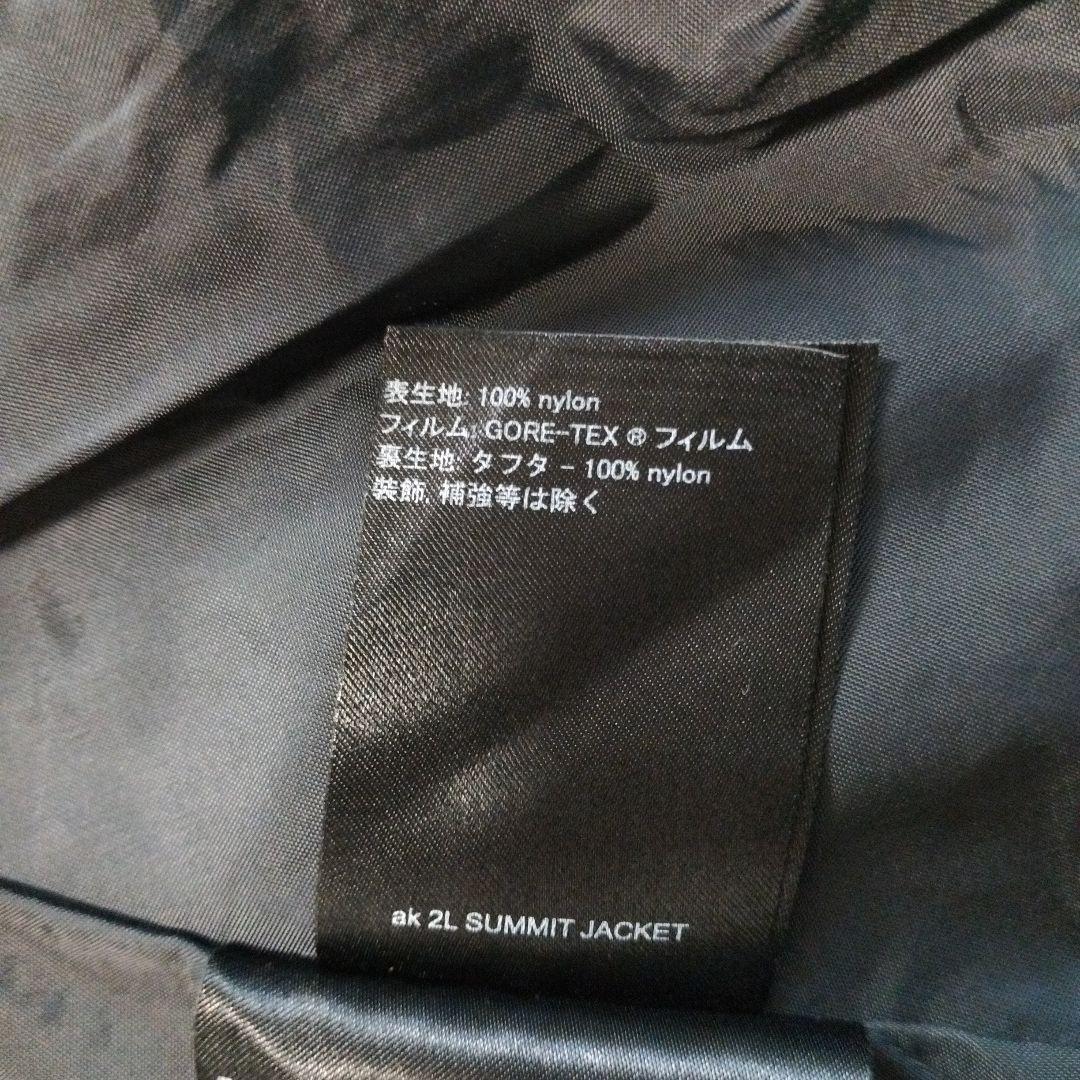 表生地: 100% nylon
フィルム: GORE-TEX ® フィルム
裏生地: タフタ - 100% nylon
装飾, 補強等は除く
ak 2L SUMMIT JACKET